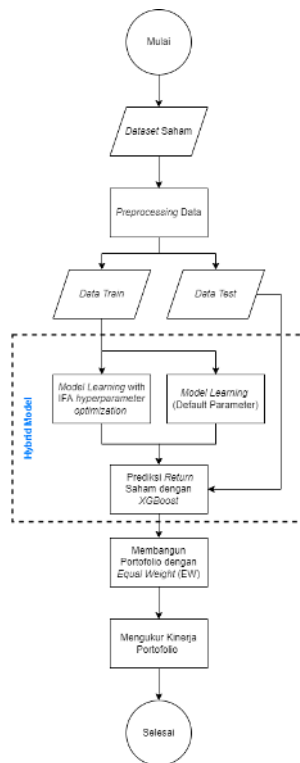 Mulai
Dataset Saham
Preprocessing Data
Data Train
Data Test
Hybrid Model
Model Learning with
IFA hyperparameter
optimization
Model Learning
(Default Parameter)
Prediksi Return
Saham dengan
XGBoost
Membangun
Portofolio dengan
Equal Weight (EW)
Mengukur Kinerja
Portofolio
Selesai